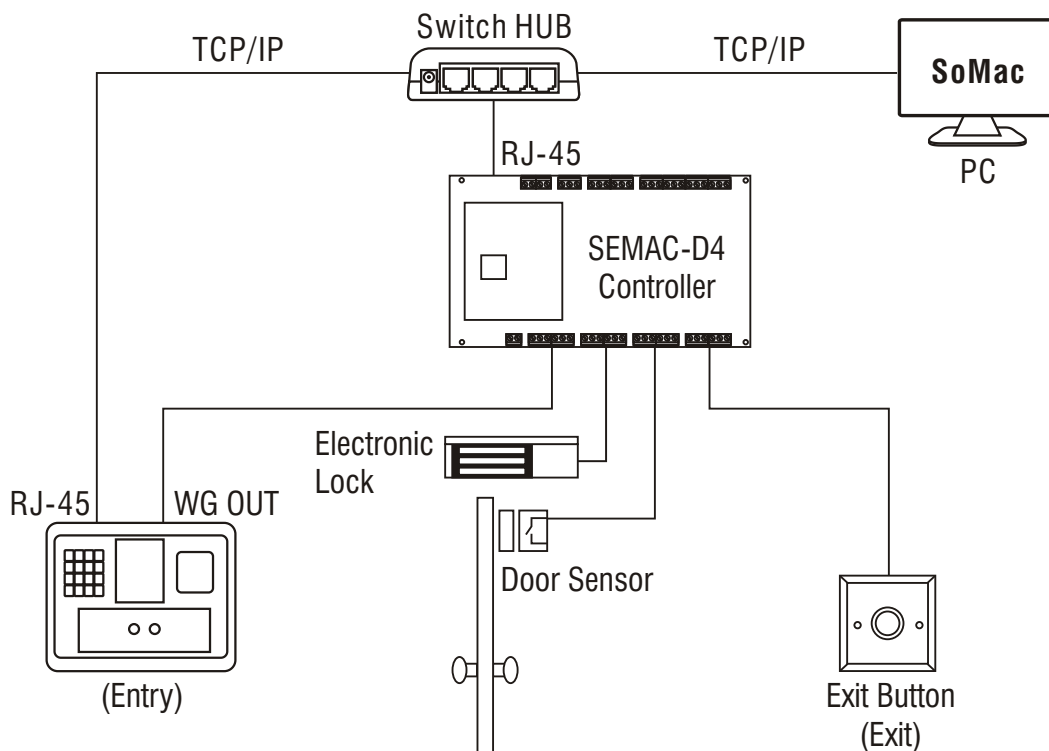 Switch HUB
TCP/IP
TCP/IP
SoMac
PC
RJ-45
SEMAC-D4
Controller
Electronic
Lock
RJ-45
WG OUT
Door Sensor
(Entry)
Exit Button
(Exit)